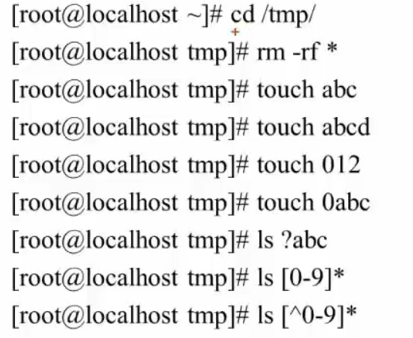 [root@localhost ~]# cd /tmp/
[root@localhost tmp]# rm -rf *
[root@localhost tmp]# touch abc
[root@localhost tmp]# touch abcd
[root@localhost tmp]# touch 012
[root@localhost tmp]# touch 0abc
[root@localhost tmp]# ls ?abc
[root@localhost tmp]# ls [0-9]*
[root@localhost tmp]# ls [^0-9]*